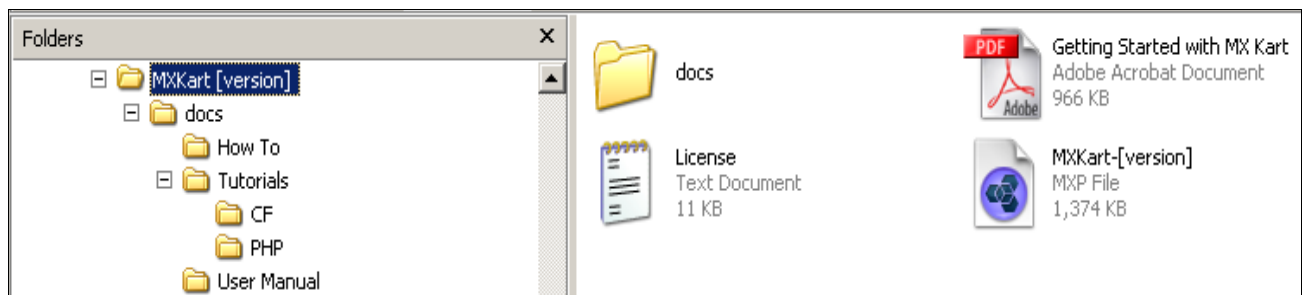 Folders
MXKart [version]
docs
How To
Tutorials
CF
PHP
User Manual
docs
PDF
Adobe
Getting Started with MX Kart
Adobe Acrobat Document
966 KB
License
Text Document
11 KB
MXKart-[version]
MXP File
1,374 KB